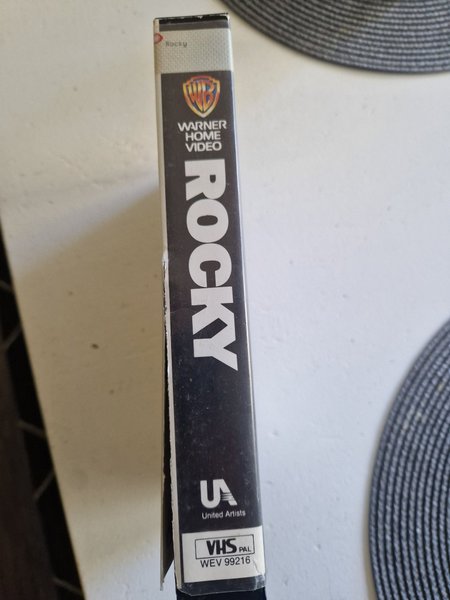 Rocky
WB
WARNER
HOME
VIDEO
ROCKY
UA
United Artists
VHS PAL
WEV 99216